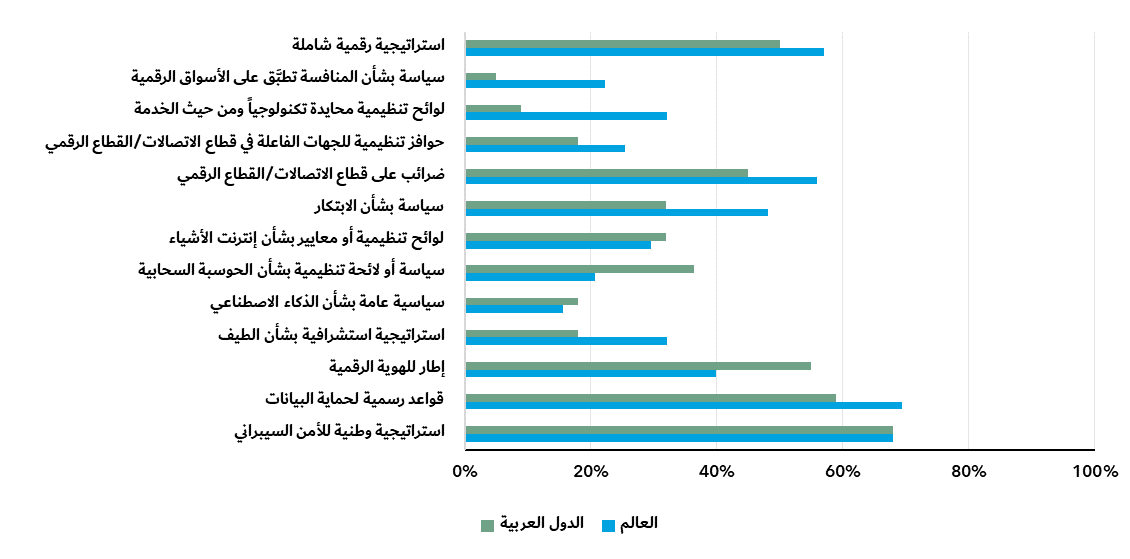 استراتيجية رقمية شاملة
سياسة بشأن المنافسة تطبَّق على الأسواق الرقمية
لوائح تنظيمية محايدة تكنولوجياً ومن حيث الخدمة
حوافز تنظيمية للجهات الفاعلة في قطاع الاتصالات/القطاع الرقمي
ضرائب على قطاع الاتصالات/القطاع الرقمي
سياسة بشأن الابتكار
لوائح تنظيمية أو معايير بشأن إنترنت الأشياء
سياسة أو لائحة تنظيمية بشأن الحوسبة السحابية
سياسية عامة بشأن الذكاء الاصطناعي
استراتيجية استشرافية بشأن الطيف
إطار للهوية الرقمية
قواعد رسمية لحماية البيانات
استراتيجية وطنية للأمن السيبراني
0% 20% 40% 60% 80% 100%
الدول العربية العالم